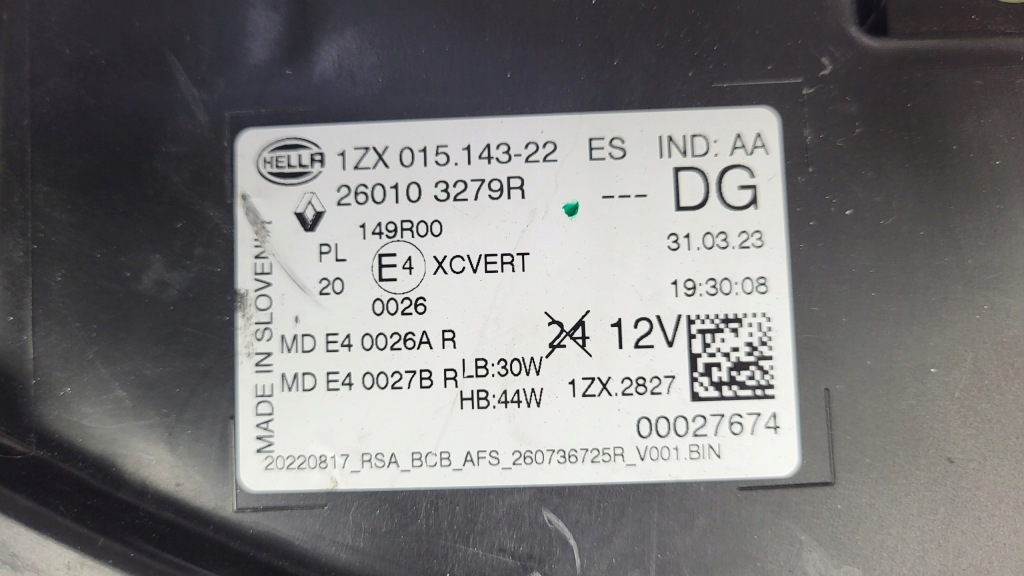 HELLA 1ZX 015.143-22 ES IND: AA
26010 3279R --- DG
149R00 31.03.23
PL E4 XCVERT
20 19:30:08
0026
MD E4 0026A R 24 12V
MD E4 0027B R LB:30W
HB:44W 1ZX.2827
00027674
20220817_RSA_BCB_AFS_260736725R_V001.BIN
MADE IN SLOVENIA